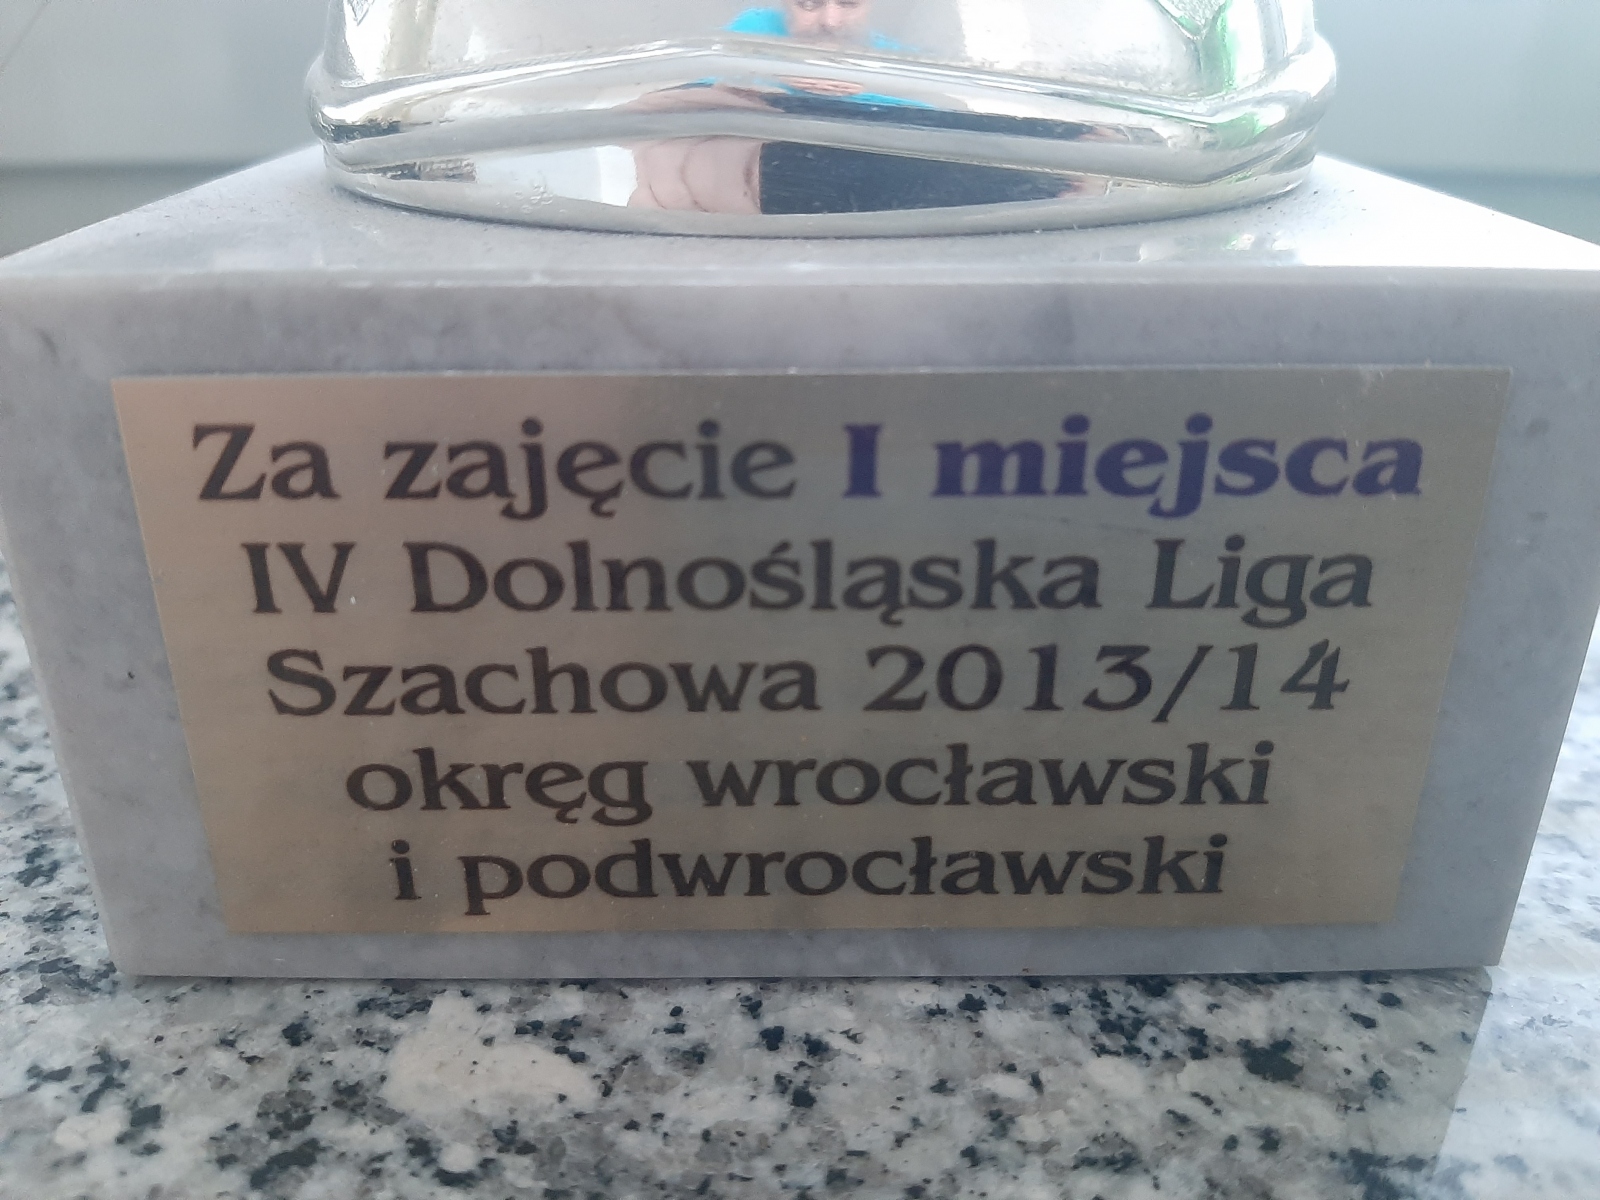 Za zajęcie I miejsca
IV Dolnośląska Liga
Szachowa 2013/14
okręg wrocławski
i podwrocławski